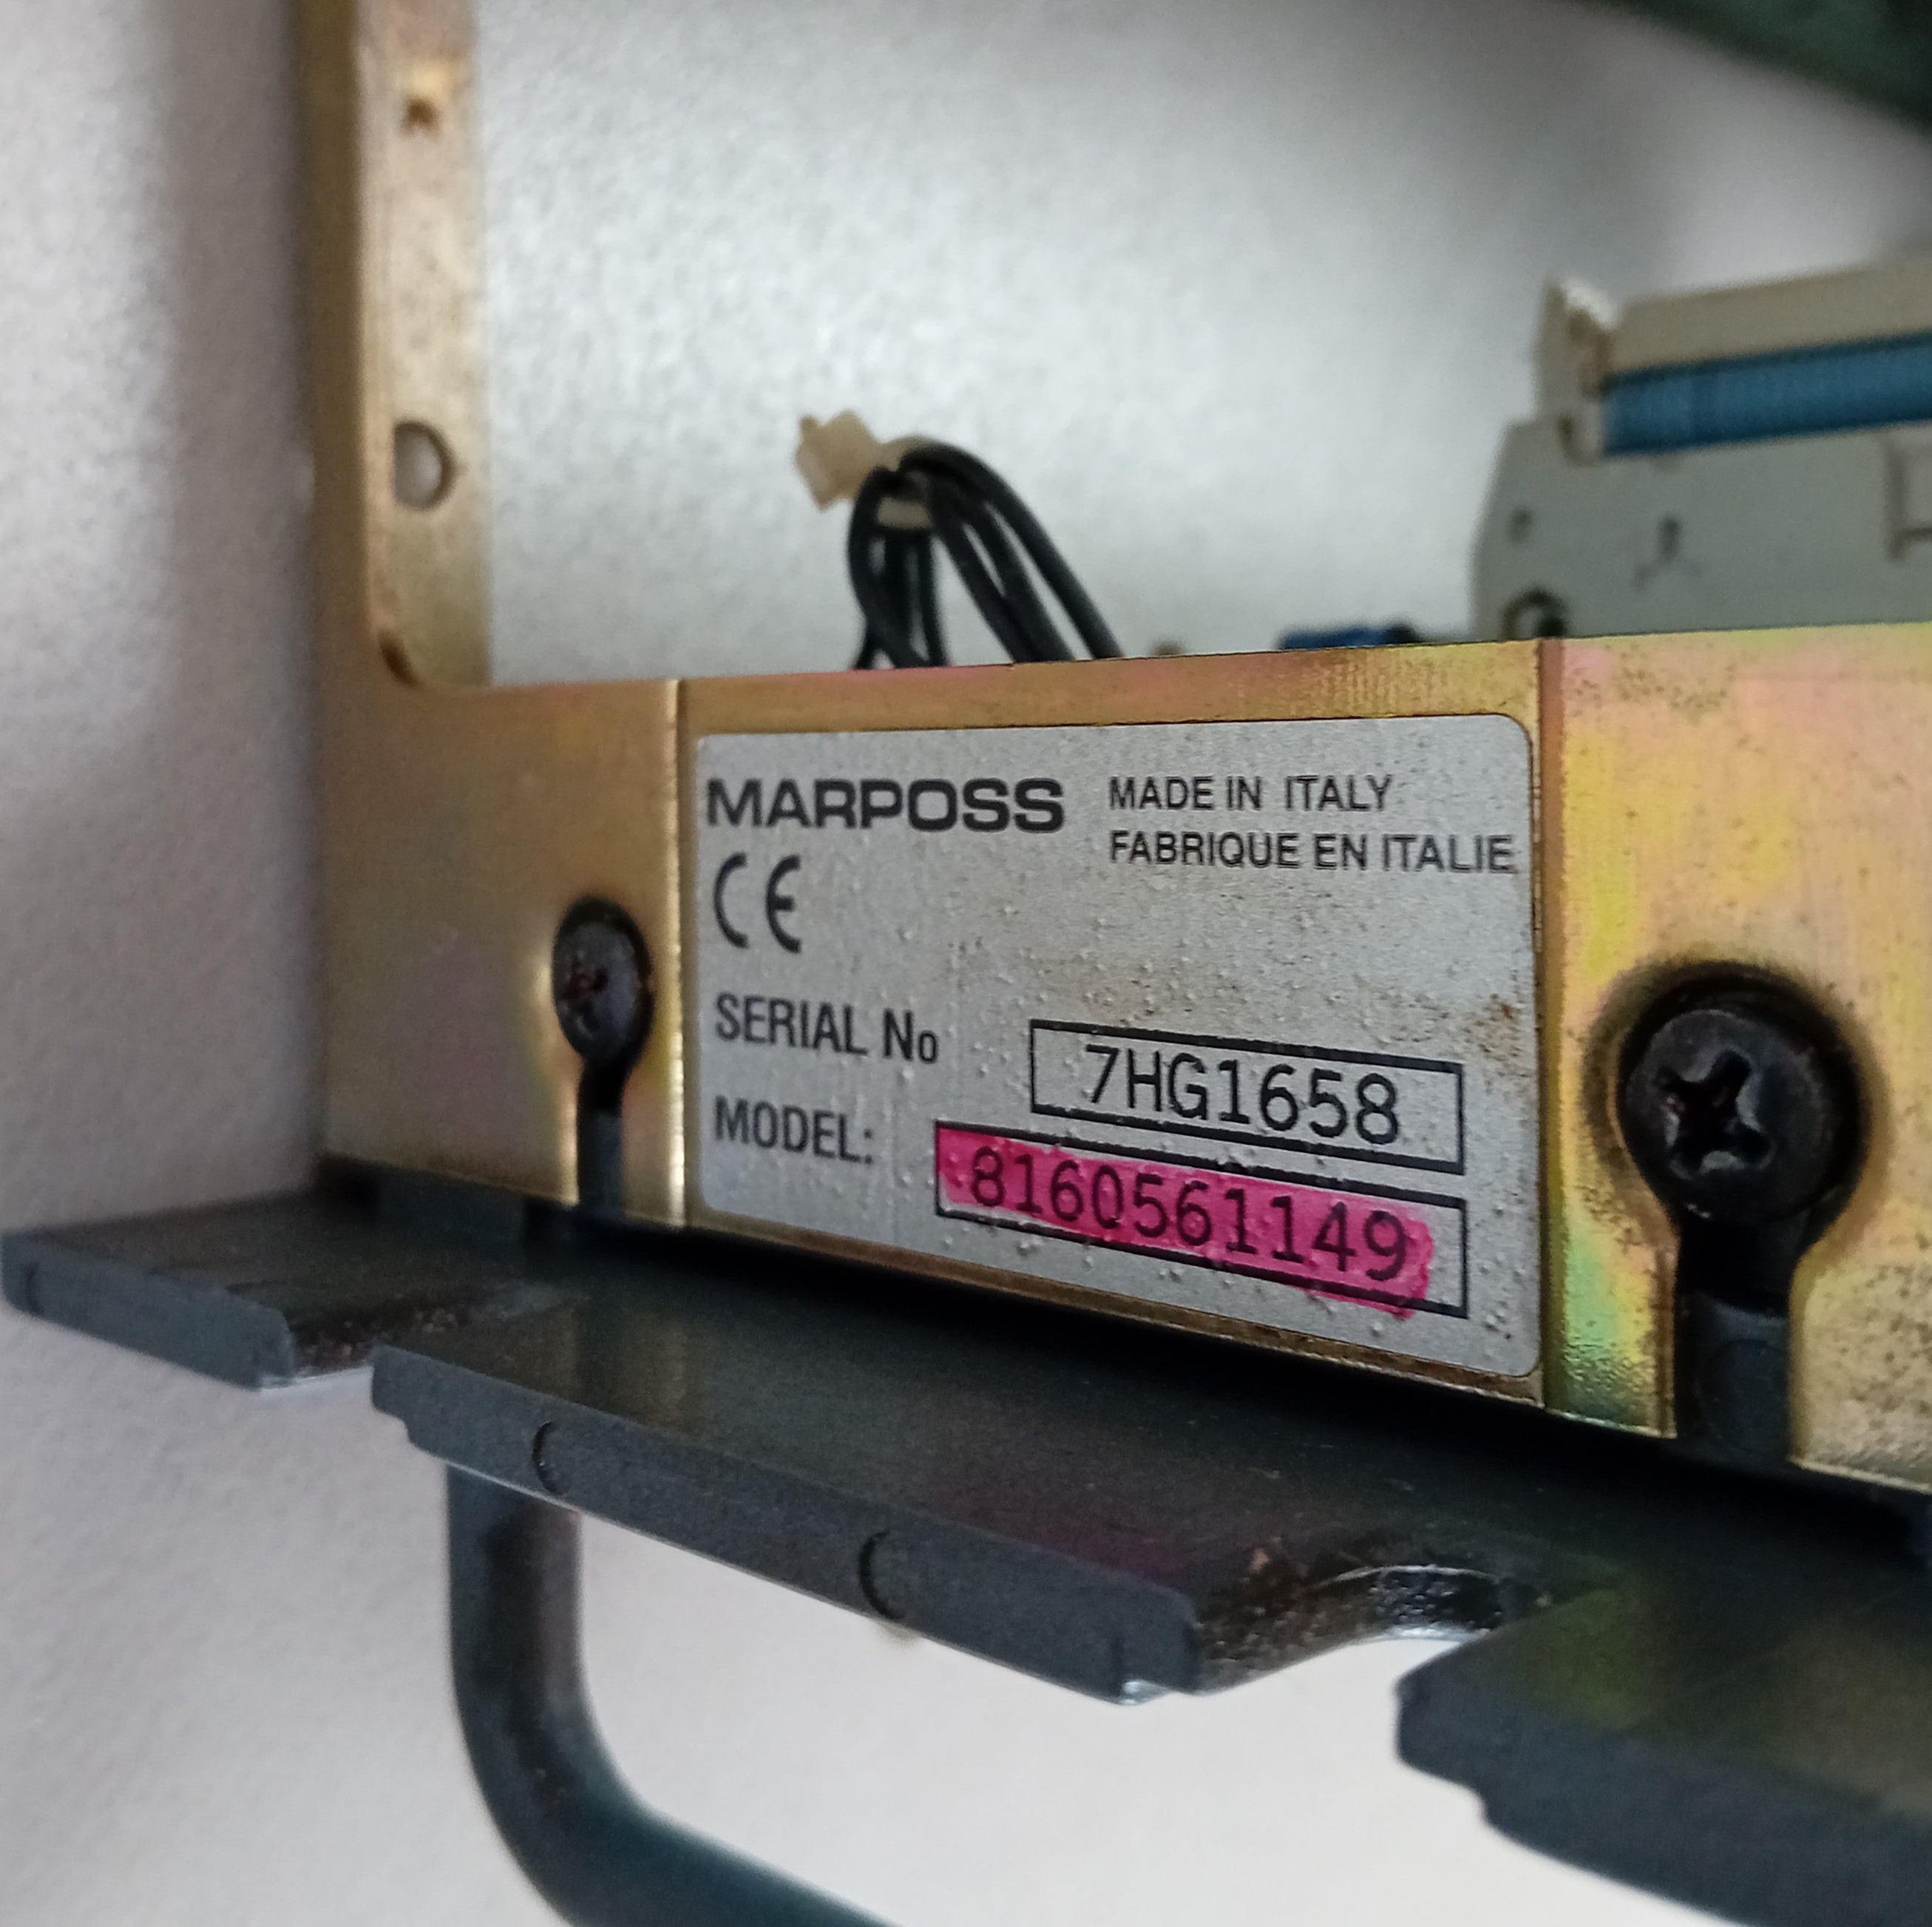 MARPOSS
MADE IN ITALY
FABRIQUE EN ITALIE
CE
SERIAL No 7HG1658
MODEL: 8160561149